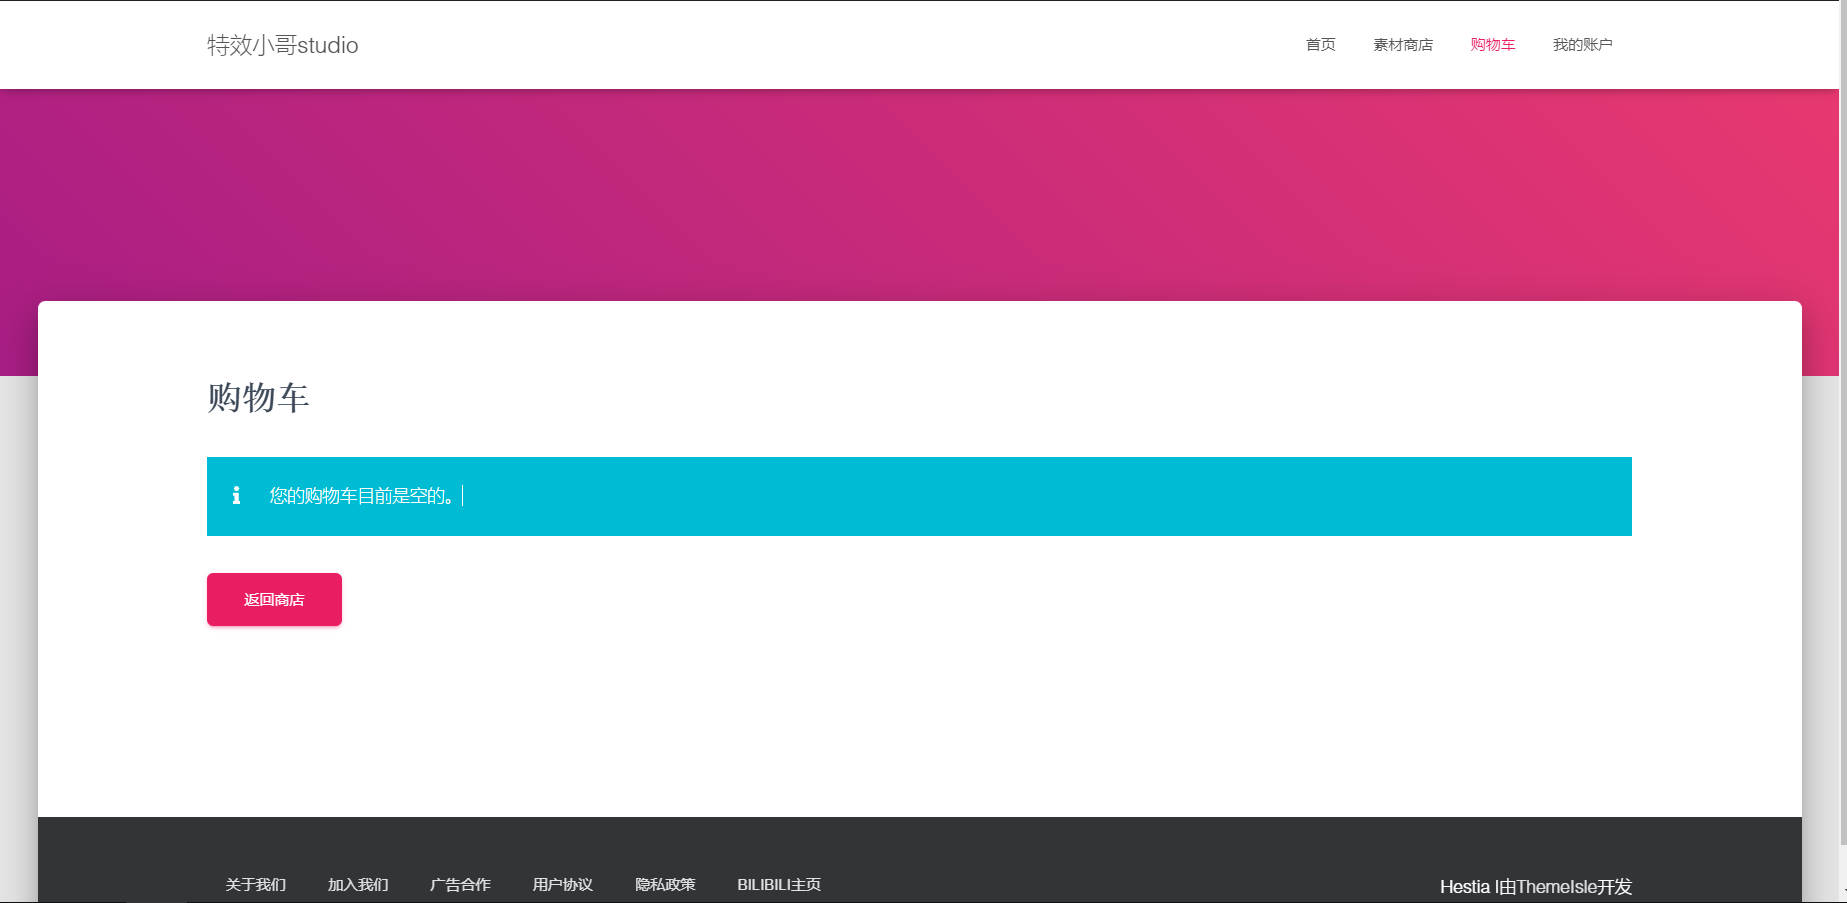 特效小哥studio
首页 素材商店 购物车 我的账户
购物车
您的购物车目前是空的。
返回商店
关于我们 加入我们 广告合作 用户协议 隐私政策 BILIBILI主页
Hestia |由ThemeIsle开发